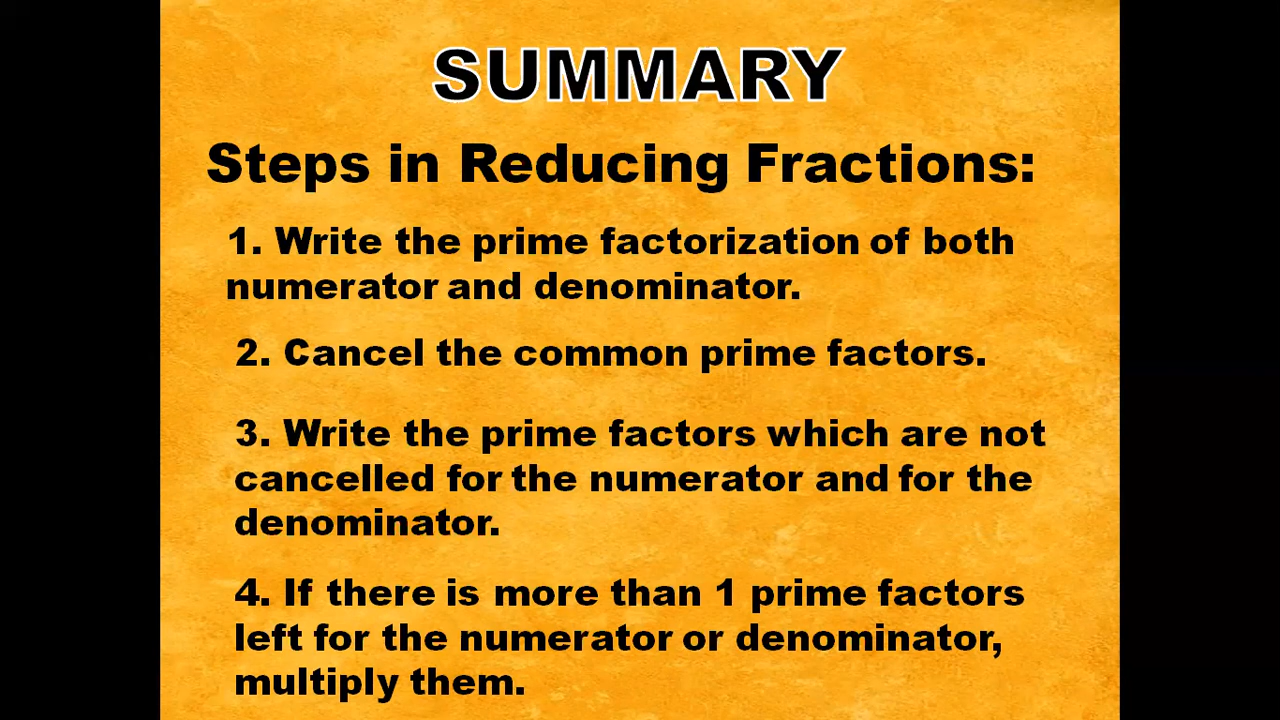 SUMMARY
Steps in Reducing Fractions:
1. Write the prime factorization of both
numerator and denominator.
2. Cancel the common prime factors.
3. Write the prime factors which are not
cancelled for the numerator and for the
denominator.
4. If there is more than 1 prime factors
left for the numerator or denominator,
multiply them.